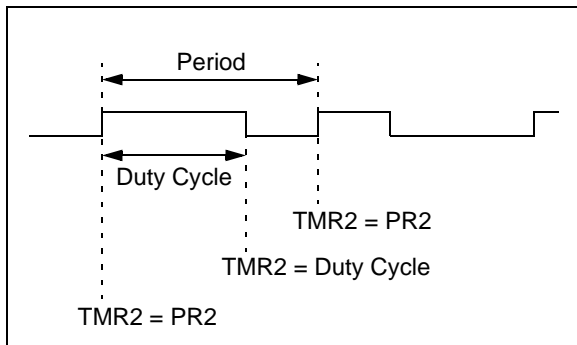 Period
Duty Cycle
TMR2 = PR2
TMR2 = Duty Cycle
TMR2 = PR2